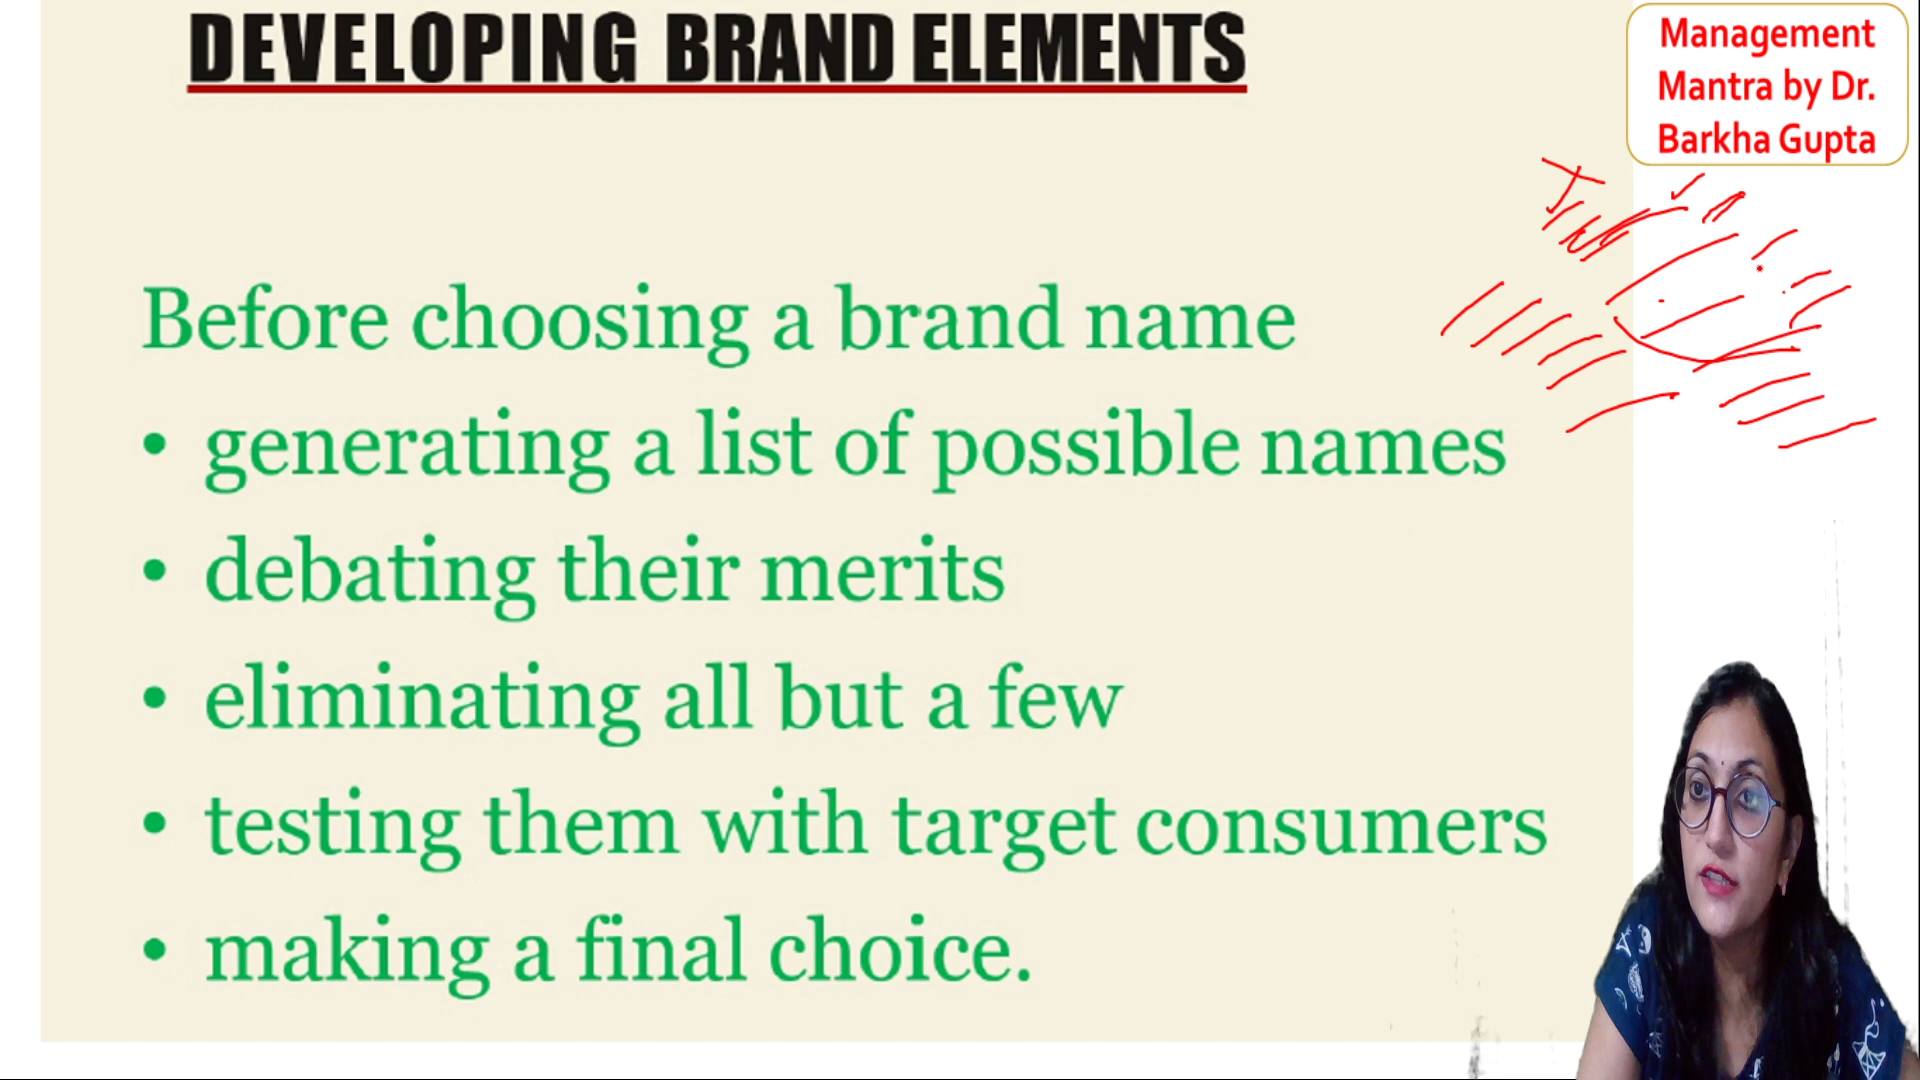 DEVELOPING BRAND ELEMENTS
Management
Mantra by Dr.
Barkha Gupta
Before choosing a brand name
• generating a list of possible names
• debating their merits
• eliminating all but a few
• testing them with target consumers
• making a final choice.